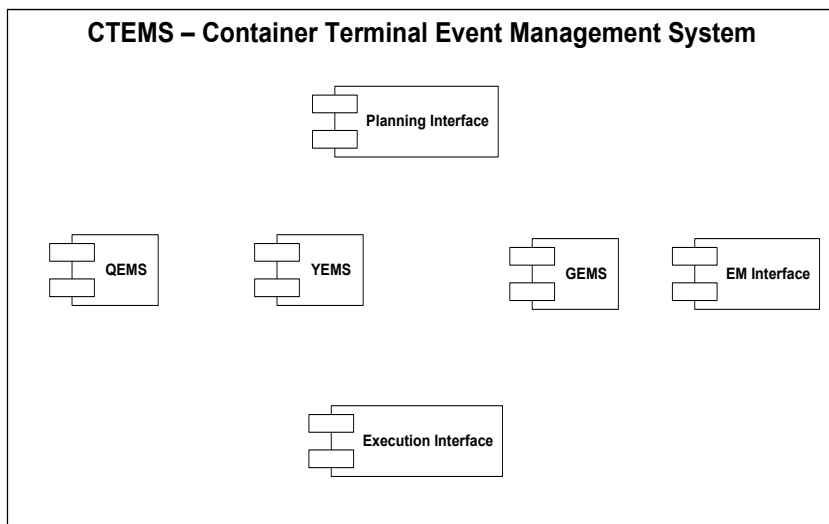 CTEMS – Container Terminal Event Management System
Planning Interface
QEMS
YEMS
GEMS
EM Interface
Execution Interface